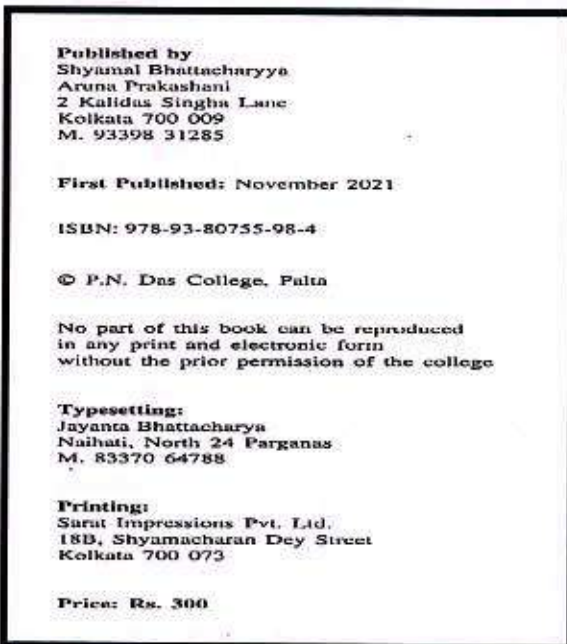 Published by
Shyamal Bhattacharyya
Aruna Prakashani
2 Kalidas Singha Lane
Kolkata 700 009
M. 93398 31285
First Published: November 2021
ISBN: 978-93-80755-98-4
© P.N. Das College, Palta
No part of this book can be reproduced
in any print and electronic form
without the prior permission of the college
Typesetting:
Jayanta Bhattacharya
Naihati, North 24 Parganas
M. 83370 64788
Printing:
Sarat Impressions Pvt. Ltd.
18B, Shyamacharan Dey Street
Kolkata 700 073
Price: Rs. 300